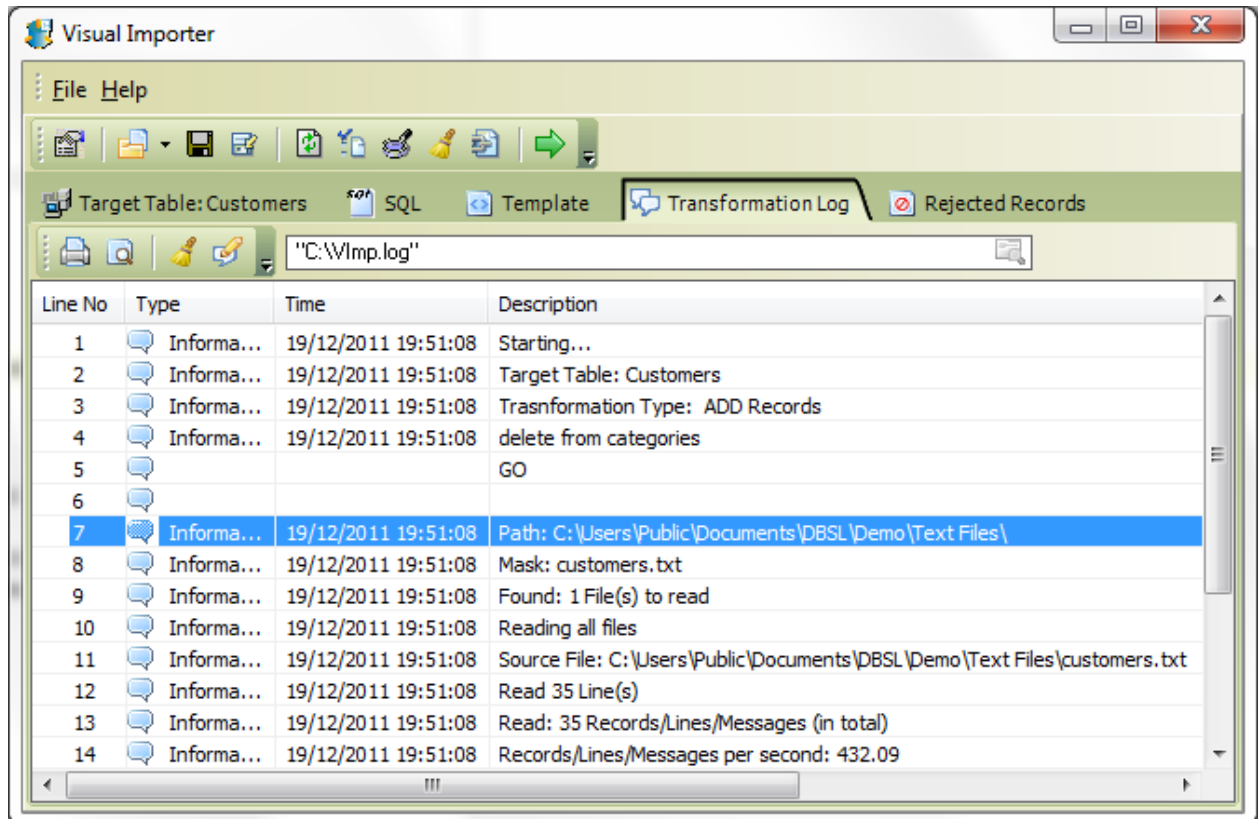 Visual Importer
File Help
Target Table: Customers SQL Template Transformation Log Rejected Records
"C:\VImp.log"
Line No Type Time Description
1 Informa... 19/12/2011 19:51:08 Starting...
2 Informa... 19/12/2011 19:51:08 Target Table: Customers
3 Informa... 19/12/2011 19:51:08 Trasnformation Type: ADD Records
4 Informa... 19/12/2011 19:51:08 delete from categories
5 GO
6
7 Informa... 19/12/2011 19:51:08 Path: C:\Users\Public\Documents\DBSL\Demo\Text Files\
8 Informa... 19/12/2011 19:51:08 Mask: customers.txt
9 Informa... 19/12/2011 19:51:08 Found: 1 File(s) to read
10 Informa... 19/12/2011 19:51:08 Reading all files
11 Informa... 19/12/2011 19:51:08 Source File: C:\Users\Public\Documents\DBSL\Demo\Text Files\customers.txt
12 Informa... 19/12/2011 19:51:08 Read 35 Line(s)
13 Informa... 19/12/2011 19:51:08 Read: 35 Records/Lines/Messages (in total)
14 Informa... 19/12/2011 19:51:08 Records/Lines/Messages per second: 432.09